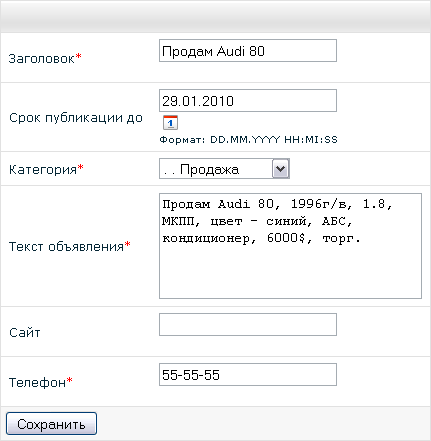 Заголовок*
Продам Audi 80
Срок публикации до
29.01.2010
1
Формат: DD.MM.YYYY HH:MI:SS
Категория*
. . Продажа
Текст объявления*
Продам Audi 80, 1996г/в, 1.8,
МКПП, цвет - синий, АБС,
кондиционер, 6000$, торг.
Сайт
Телефон*
55-55-55
Сохранить